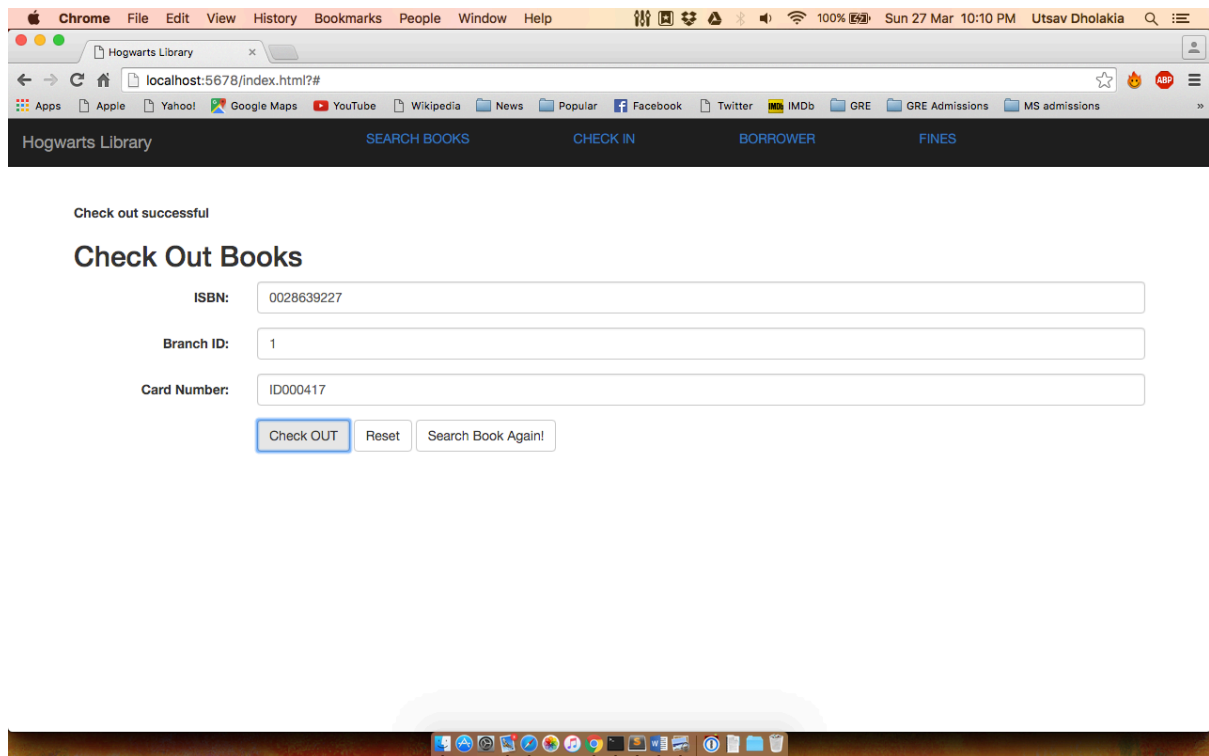 Chrome File Edit View History Bookmarks People Window Help 100% Sun 27 Mar 10:10 PM Utsav Dholakia
Hogwarts Library
localhost:5678/index.html?# ABP
Apps Apple Yahoo! Google Maps YouTube Wikipedia News Popular Facebook Twitter IMDb IMDb GRE GRE Admissions MS admissions »
Hogwarts Library SEARCH BOOKS CHECK IN BORROWER FINES
Check out successful
Check Out Books
ISBN: 0028639227
Branch ID: 1
Card Number: ID000417
Check OUT Reset Search Book Again!